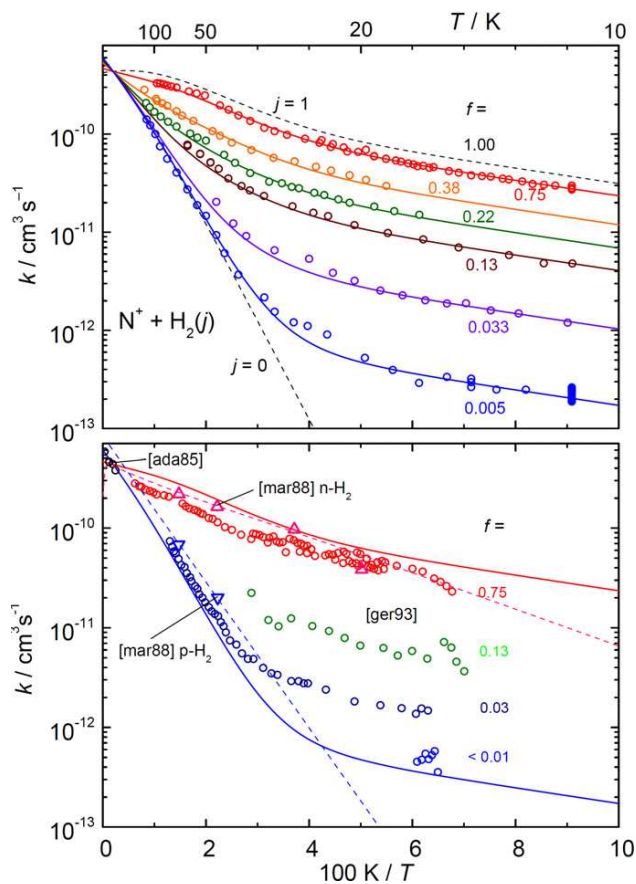 T / K
100 50 20 10
k / cm³ s⁻¹
10⁻¹⁰
10⁻¹¹
10⁻¹²
10⁻¹³
j = 1
f =
1.00
0.75
0.38
0.22
0.13
0.033
0.005
N⁺ + H₂(j)
j = 0
k / cm³s⁻¹
10⁻¹⁰
10⁻¹¹
10⁻¹²
10⁻¹³
[ada85]
[mar88] n-H₂
f =
0.75
[ger93]
[mar88] p-H₂
0.13
0.03
< 0.01
0 2 4 6 8 10
100 K / T